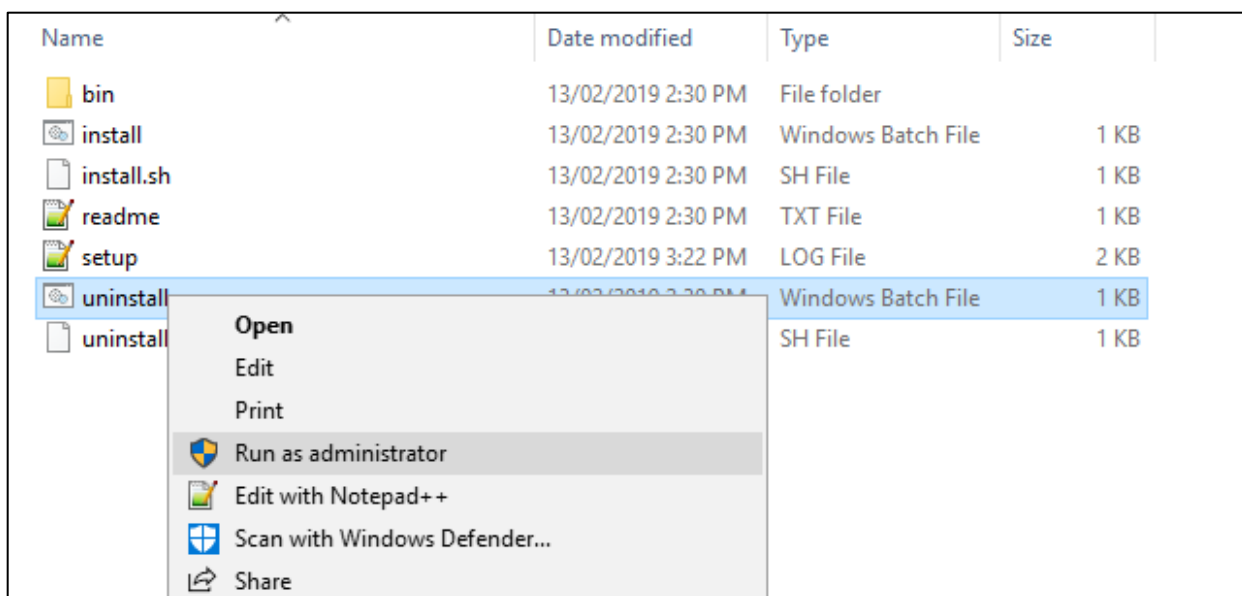 Name Date modified Type Size
bin 13/02/2019 2:30 PM File folder
install 13/02/2019 2:30 PM Windows Batch File 1 KB
install.sh 13/02/2019 2:30 PM SH File 1 KB
readme 13/02/2019 2:30 PM TXT File 1 KB
setup 13/02/2019 3:22 PM LOG File 2 KB
uninstall Windows Batch File 1 KB
uninstall SH File 1 KB
Open
Edit
Print
Run as administrator
Edit with Notepad++
Scan with Windows Defender...
Share